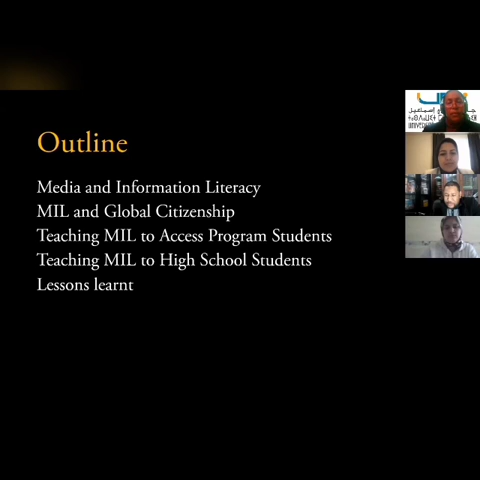 Outline
Media and Information Literacy
MIL and Global Citizenship
Teaching MIL to Access Program Students
Teaching MIL to High School Students
Lessons learnt